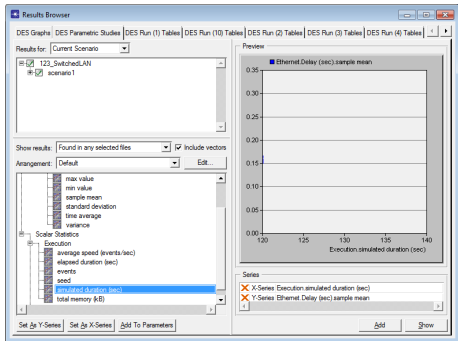 Results Browser
DES Graphs DES Parametric Studies DES Run (1) Tables DES Run (10) Tables DES Run (2) Tables DES Run (3) Tables DES Run (4) Tables
Results for: Current Scenario
123_SwitchedLAN
scenario1
Show results: Found in any selected files Include vectors
Arrangement: Default Edit...
max value
min value
sample mean
standard deviation
time average
variance
Scalar Statistics
Execution
average speed (events/sec)
elapsed duration (sec)
events
seed
simulated duration (sec)
total memory (kB)
Set As Y-Series Set As X-Series Add To Parameters
Preview
Ethernet.Delay (sec).sample mean
0.35
0.30
0.25
0.20
0.15
0.10
0.05
0.00
120 125 130 135 140
Execution.simulated duration (sec)
Series
X-Series Execution.simulated duration (sec)
Y-Series Ethernet.Delay (sec).sample mean
Add Show